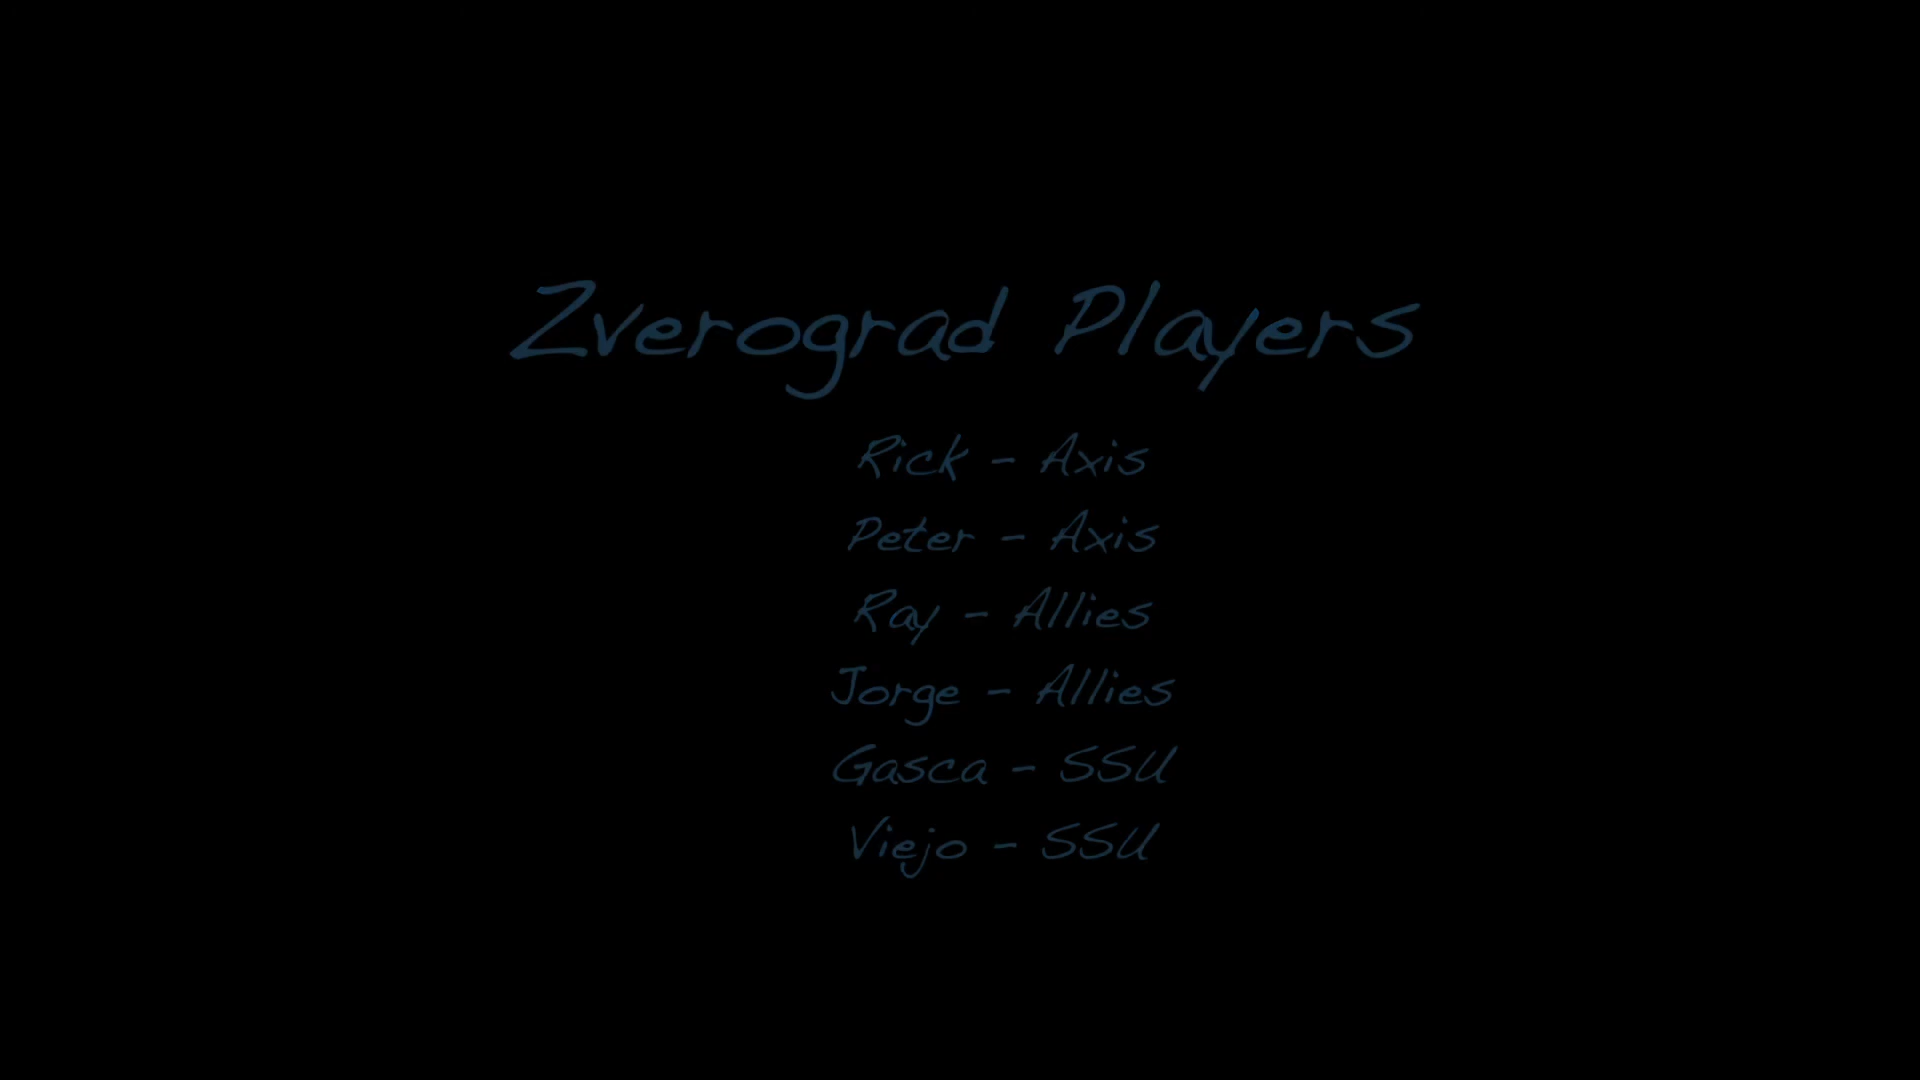 Zverograd Players
Rick - Axis
Peter - Axis
Ray - Allies
Jorge - Allies
Gasca - SSU
Viejo - SSU